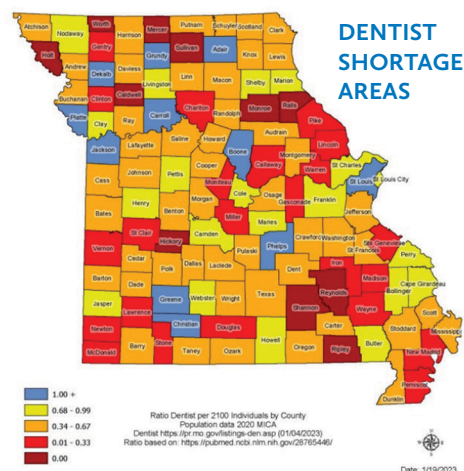 DENTIST
SHORTAGE
AREAS
Atchison
Nodaway
Worth
Harrison
Mercer
Putnam
Schuyler
Scotland
Clark
Gentry
Sullivan
Adair
Knox
Lewis
Holt
Andrew
Dekalb
Daviess
Grundy
Linn
Macon
Shelby
Marion
Livingston
Buchanan
Clinton
Caldwell
Chariton
Randolph
Monroe
Ralls
Pike
Platte
Clay
Ray
Carroll
Audrain
Lincoln
Jackson
Lafayette
Saline
Howard
Boone
Callaway
Montgomery
Warren
St Charles
St Louis
St Louis City
Cass
Johnson
Pettis
Cooper
Moniteau
Cole
Osage
Gasconade
Franklin
Jefferson
Bates
Henry
Benton
Morgan
Miller
Maries
Camden
Crawford
Washington
St Francois
Ste Genevieve
Perry
Vernon
St Clair
Hickory
Pulaski
Phelps
Dent
Iron
Madison
Bollinger
Cape Girardeau
Barton
Cedar
Polk
Dallas
Laclede
Texas
Reynolds
Wayne
Scott
Mississippi
Dade
Greene
Webster
Wright
Shannon
Jasper
Lawrence
Christian
Douglas
Carter
Stoddard
Newton
Stone
Howell
Butler
New Madrid
McDonald
Barry
Taney
Ozark
Oregon
Ripley
Pemiscot
Dunklin
1.00 +
0.68 - 0.99
0.34 - 0.67
0.01 - 0.33
0.00
Ratio Dentist per 2100 Individuals by County
Population data 2020 MICA
Dentist https://pr.mo.gov/listings-den.asp (01/04/2023)
Ratio based on: https://pubmed.ncbi.nlm.nih.gov/28765446/
Date: 1/19/2023